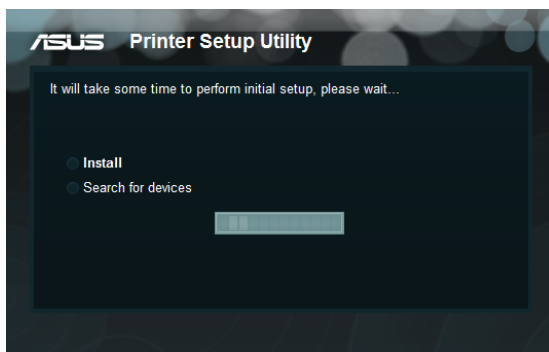 ASUS Printer Setup Utility
It will take some time to perform initial setup, please wait...
Install
Search for devices